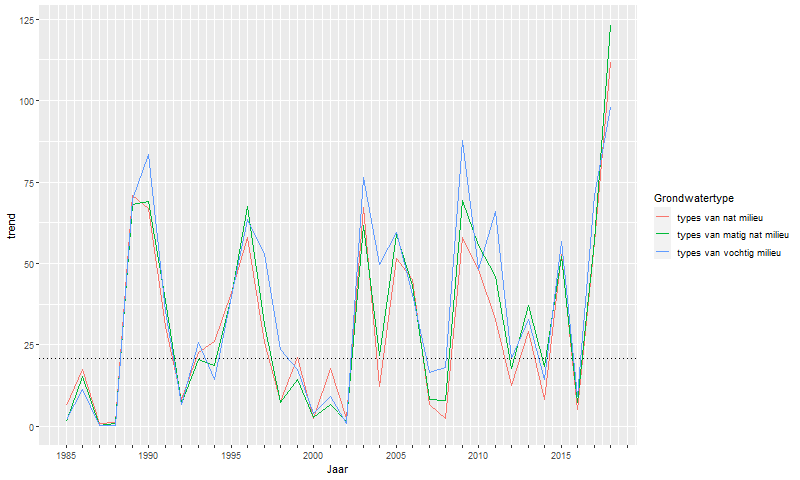 125
100
75
50
25
0
trend
1985
1990
1995
2000
2005
2010
2015
Jaar
Grondwatertype
types van nat milieu
types van matig nat milieu
types van vochtig milieu